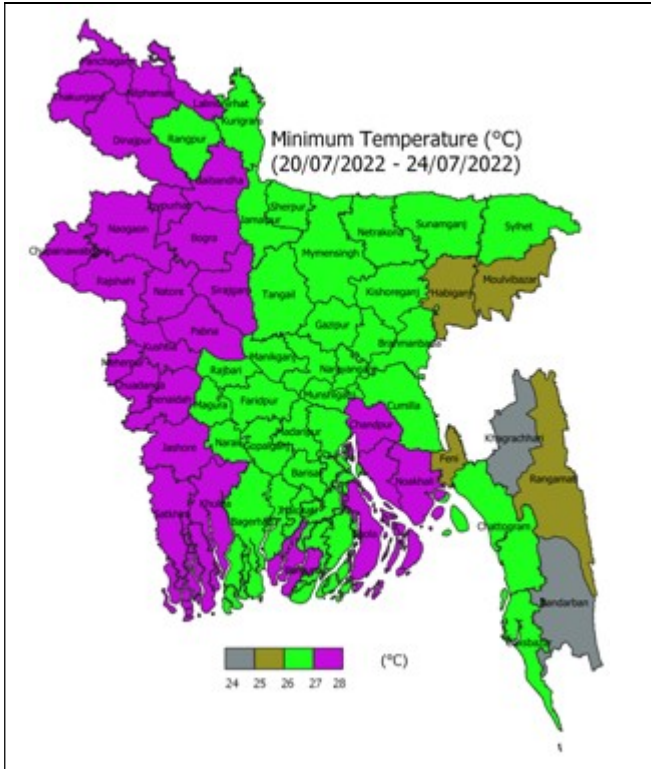 Panchagarh
Thakurgaon
Nilphamari
Lalmonirhat
Kurigram
Dinajpur
Rangpur
Minimum Temperature (°C)
(20/07/2022 - 24/07/2022)
Gaibandha
Joypurhat
Sherpur
Jamalpur
Netrakona
Sunamganj
Sylhet
Naogaon
Bogra
Mymensingh
Chapainawabganj
Rajshahi
Natore
Sirajganj
Tangail
Kishoreganj
Habiganj
Moulvibazar
Pabna
Gazipur
Kushtia
Meherpur
Manikganj
Rajbari
Chuadanga
Jhenaidah
Magura
Faridpur
Munshiganj
Cumilla
Chandpur
Khagrachhari
Jashore
Narail
Gopalganj
Madaripur
Feni
Noakhali
Rangamati
Barisal
Satkhira
Khulna
Bagerhat
Bhola
Chattogram
Bandarban
24 25 26 27 28
(°C)